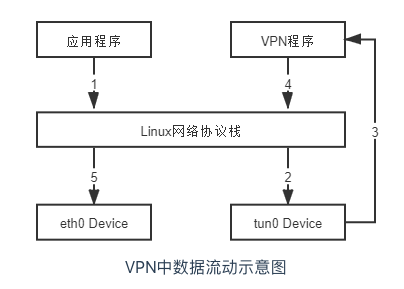 应用程序
VPN程序
1
4
3
Linux网络协议栈
5
2
eth0 Device
tun0 Device
VPN中数据流动示意图